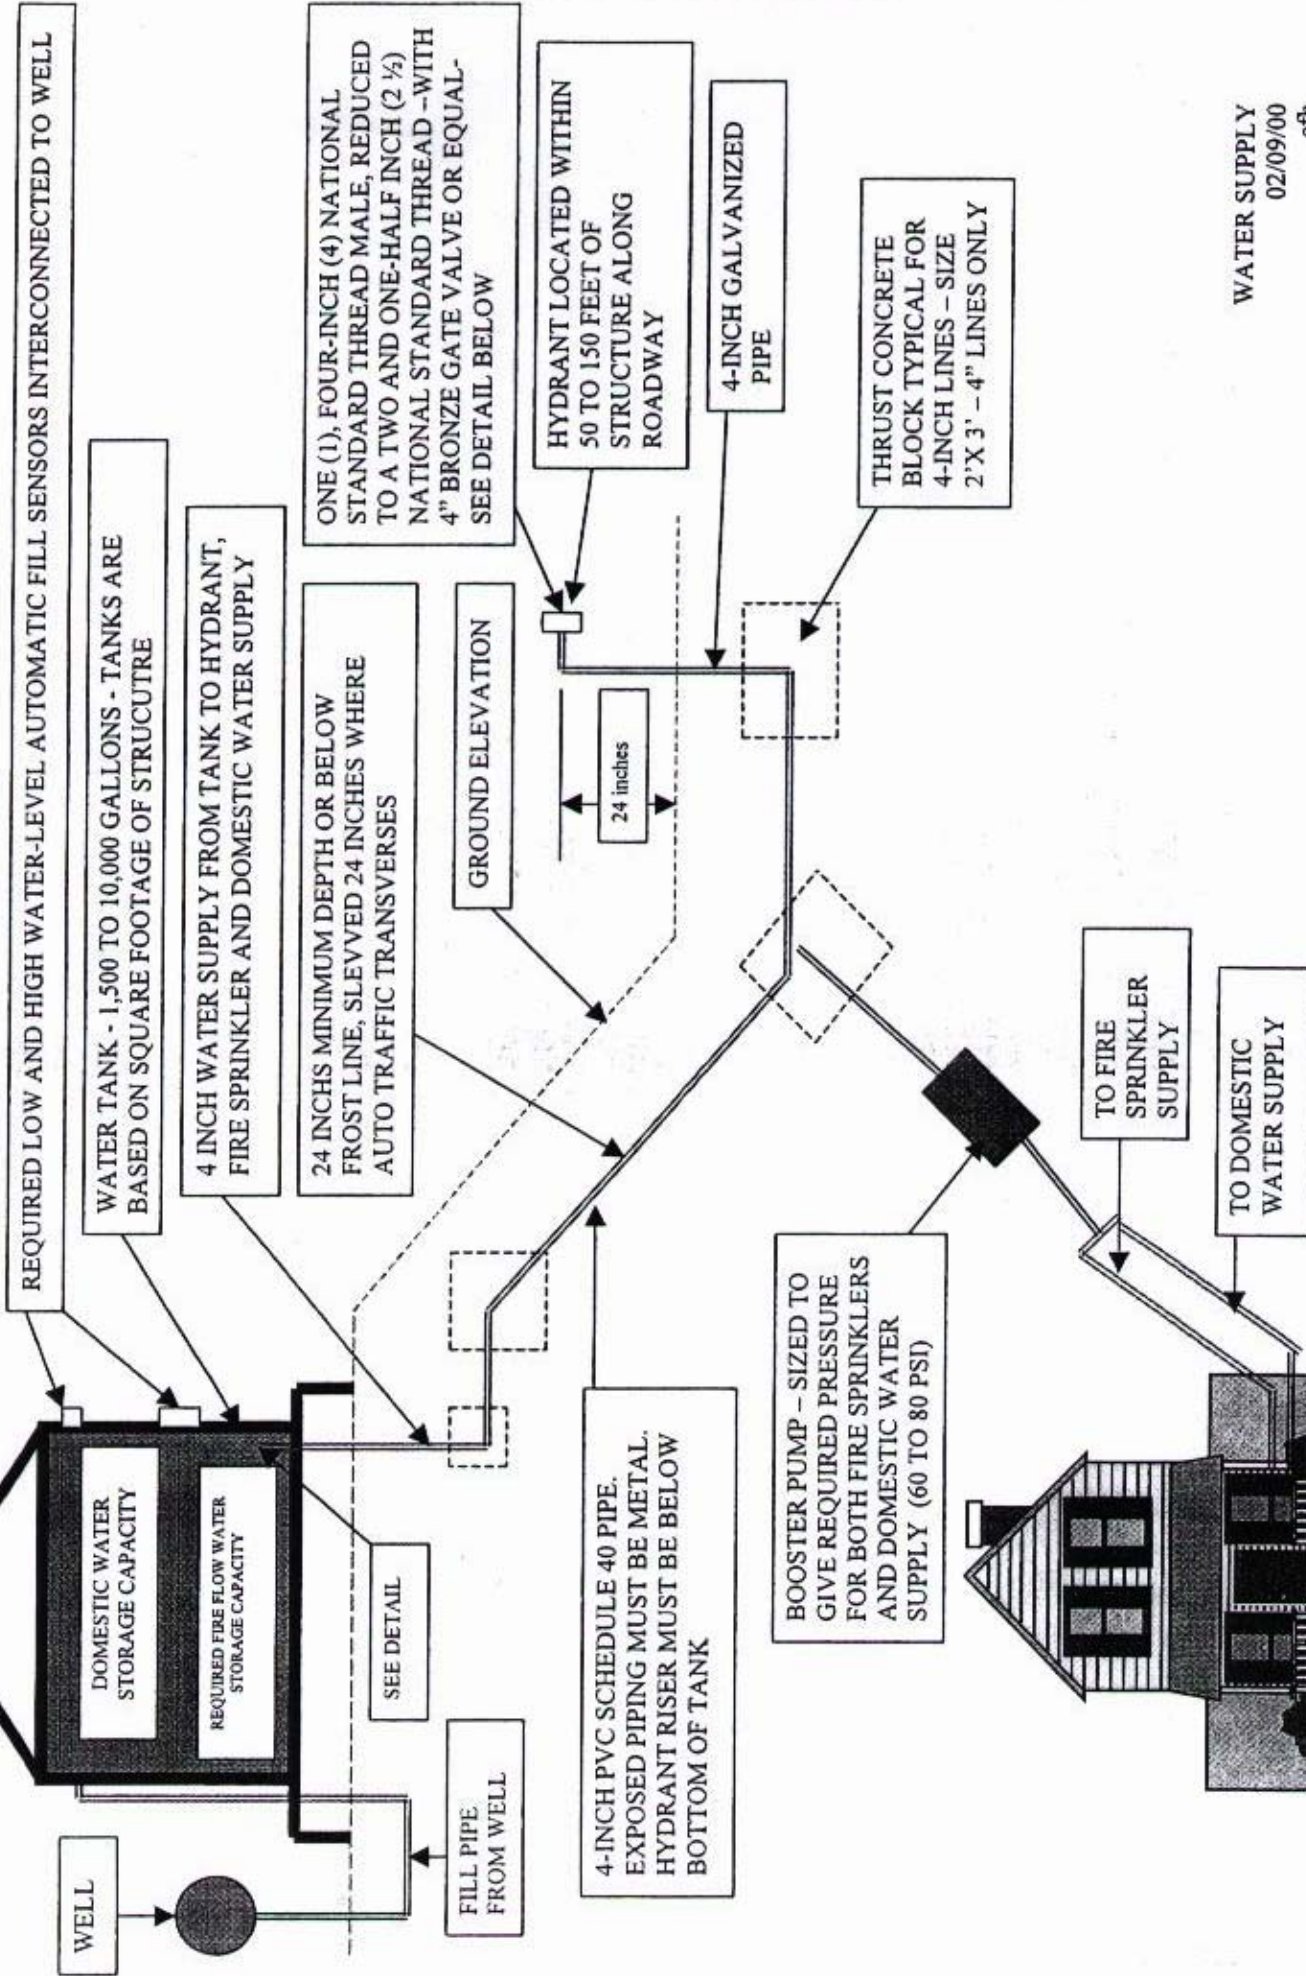 REQUIRED LOW AND HIGH WATER-LEVEL AUTOMATIC FILL SENSORS INTERCONNECTED TO WELL
WATER TANK - 1,500 TO 10,000 GALLONS - TANKS ARE
BASED ON SQUARE FOOTAGE OF STRUCUTRE
4 INCH WATER SUPPLY FROM TANK TO HYDRANT,
FIRE SPRINKLER AND DOMESTIC WATER SUPPLY
24 INCHS MINIMUM DEPTH OR BELOW
FROST LINE, SLEVVED 24 INCHES WHERE
AUTO TRAFFIC TRANSVERSES
GROUND ELEVATION
ONE (1), FOUR-INCH (4) NATIONAL
STANDARD THREAD MALE, REDUCED
TO A TWO AND ONE-HALF INCH (2 ½)
NATIONAL STANDARD THREAD –WITH
4" BRONZE GATE VALVE OR EQUAL-
SEE DETAIL BELOW
HYDRANT LOCATED WITHIN
50 TO 150 FEET OF
STRUCTURE ALONG
ROADWAY
4-INCH GALVANIZED
PIPE
THRUST CONCRETE
BLOCK TYPICAL FOR
4-INCH LINES – SIZE
2'X 3' – 4" LINES ONLY
24 inches
WELL
DOMESTIC WATER
STORAGE CAPACITY
REQUIRED FIRE FLOW WATER
STORAGE CAPACITY
SEE DETAIL
FILL PIPE
FROM WELL
4-INCH PVC SCHEDULE 40 PIPE.
EXPOSED PIPING MUST BE METAL.
HYDRANT RISER MUST BE BELOW
BOTTOM OF TANK
BOOSTER PUMP – SIZED TO
GIVE REQUIRED PRESSURE
FOR BOTH FIRE SPRINKLERS
AND DOMESTIC WATER
SUPPLY (60 TO 80 PSI)
TO FIRE
SPRINKLER
SUPPLY
TO DOMESTIC
WATER SUPPLY
WATER SUPPLY
02/09/00